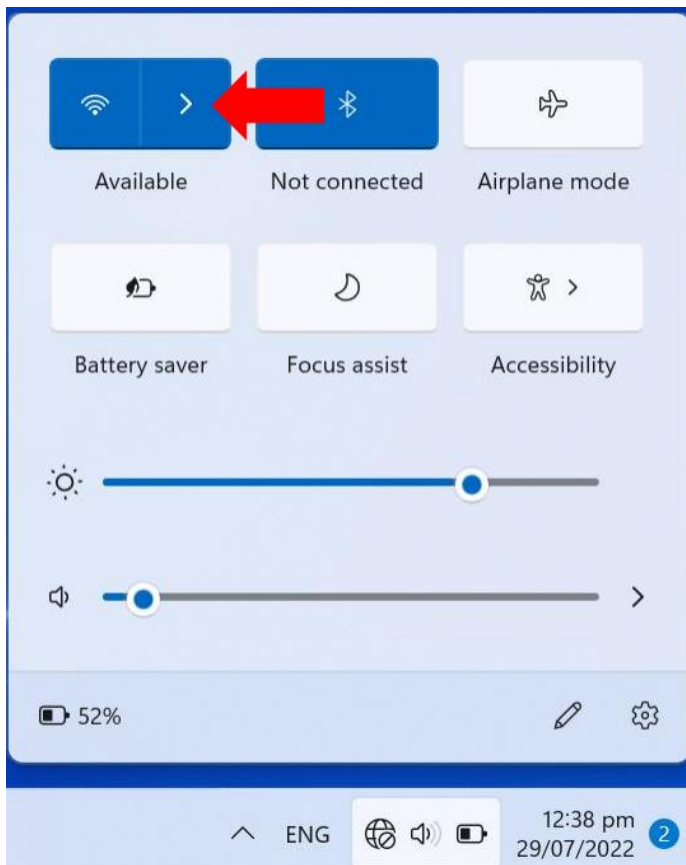 Available
Not connected
Airplane mode
Battery saver
Focus assist
Accessibility
52%
ENG
12:38 pm
29/07/2022
2